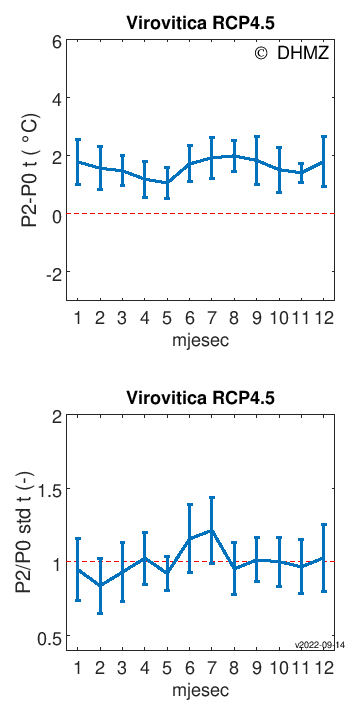 Virovitica RCP4.5
© DHMZ
P2-P0 t ( °C)
6
4
2
0
-2
1 2 3 4 5 6 7 8 9 10 11 12
mjesec
Virovitica RCP4.5
P2/P0 std t (-)
2
1.5
1
0.5
v2022-09-14
1 2 3 4 5 6 7 8 9 10 11 12
mjesec